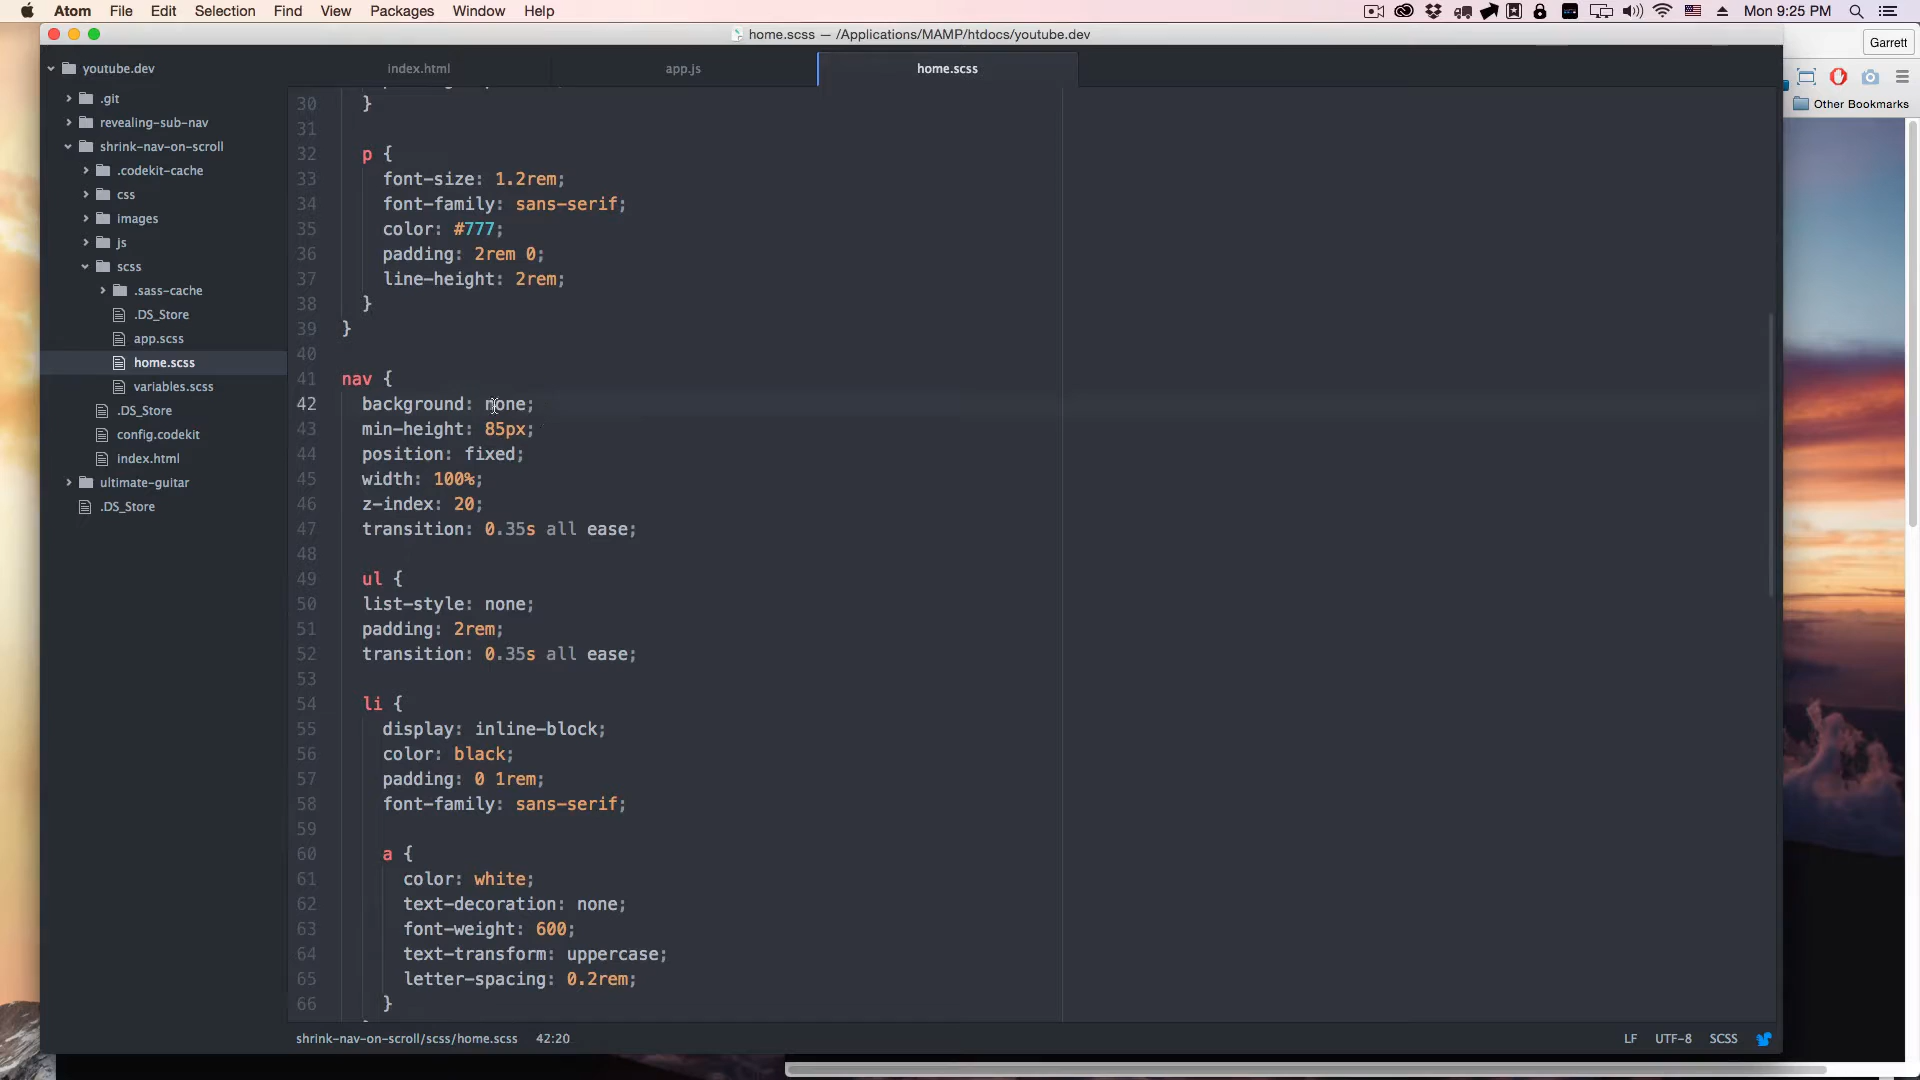 Atom File Edit Selection Find View Packages Window Help
Mon 9:25 PM
home.scss — /Applications/MAMP/htdocs/youtube.dev
Garrett
youtube.dev
index.html
app.js
home.scss
Other Bookmarks
.git
revealing-sub-nav
shrink-nav-on-scroll
.codekit-cache
css
images
js
scss
.sass-cache
.DS_Store
app.scss
home.scss
variables.scss
.DS_Store
config.codekit
index.html
ultimate-guitar
.DS_Store
30 }
31
32 p {
33 font-size: 1.2rem;
34 font-family: sans-serif;
35 color: #777;
36 padding: 2rem 0;
37 line-height: 2rem;
38 }
39 }
40
41 nav {
42 background: none;
43 min-height: 85px;
44 position: fixed;
45 width: 100%;
46 z-index: 20;
47 transition: 0.35s all ease;
48
49 ul {
50 list-style: none;
51 padding: 2rem;
52 transition: 0.35s all ease;
53
54 li {
55 display: inline-block;
56 color: black;
57 padding: 0 1rem;
58 font-family: sans-serif;
59
60 a {
61 color: white;
62 text-decoration: none;
63 font-weight: 600;
64 text-transform: uppercase;
65 letter-spacing: 0.2rem;
66 }
shrink-nav-on-scroll/scss/home.scss 42:20
LF UTF-8 SCSS